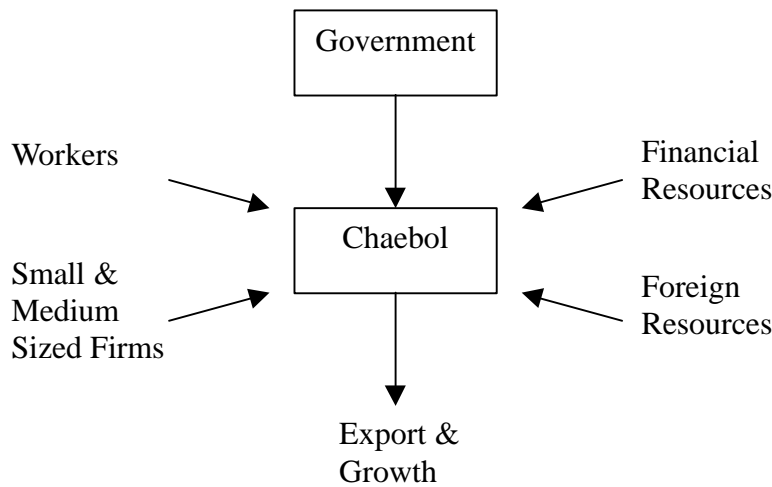 Government
Workers
Financial
Resources
Chaebol
Small &
Medium
Sized Firms
Foreign
Resources
Export &
Growth